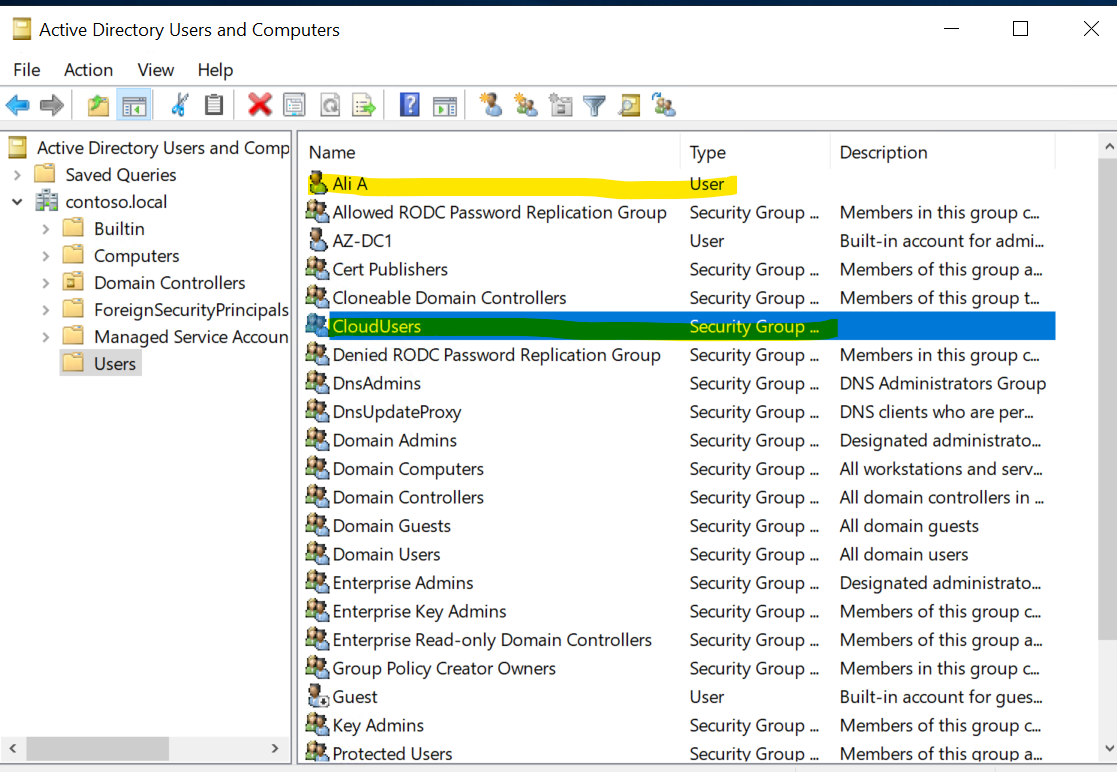 Active Directory Users and Computers
File Action View Help
Active Directory Users and Comp
Saved Queries
contoso.local
Builtin
Computers
Domain Controllers
ForeignSecurityPrincipals
Managed Service Accoun
Users
Name Type Description
Ali A User
Allowed RODC Password Replication Group Security Group ... Members in this group c...
AZ-DC1 User Built-in account for admi...
Cert Publishers Security Group ... Members of this group a...
Cloneable Domain Controllers Security Group ... Members of this group t...
CloudUsers Security Group ...
Denied RODC Password Replication Group Security Group ... Members in this group c...
DnsAdmins Security Group ... DNS Administrators Group
DnsUpdateProxy Security Group ... DNS clients who are per...
Domain Admins Security Group ... Designated administrato...
Domain Computers Security Group ... All workstations and serv...
Domain Controllers Security Group ... All domain controllers in ...
Domain Guests Security Group ... All domain guests
Domain Users Security Group ... All domain users
Enterprise Admins Security Group ... Designated administrato...
Enterprise Key Admins Security Group ... Members of this group c...
Enterprise Read-only Domain Controllers Security Group ... Members of this group a...
Group Policy Creator Owners Security Group ... Members in this group c...
Guest User Built-in account for gues...
Key Admins Security Group ... Members of this group c...
Protected Users Security Group ... Members of this group a...